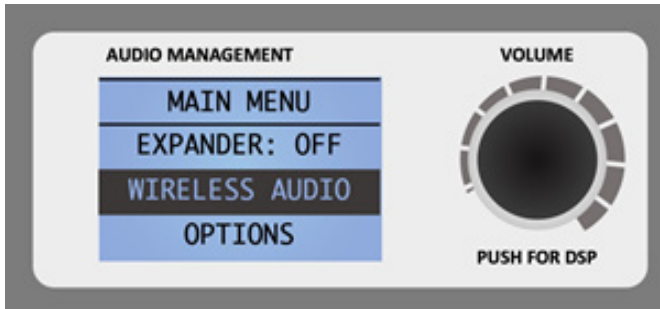 AUDIO MANAGEMENT
MAIN MENU
EXPANDER: OFF
WIRELESS AUDIO
OPTIONS
VOLUME
PUSH FOR DSP